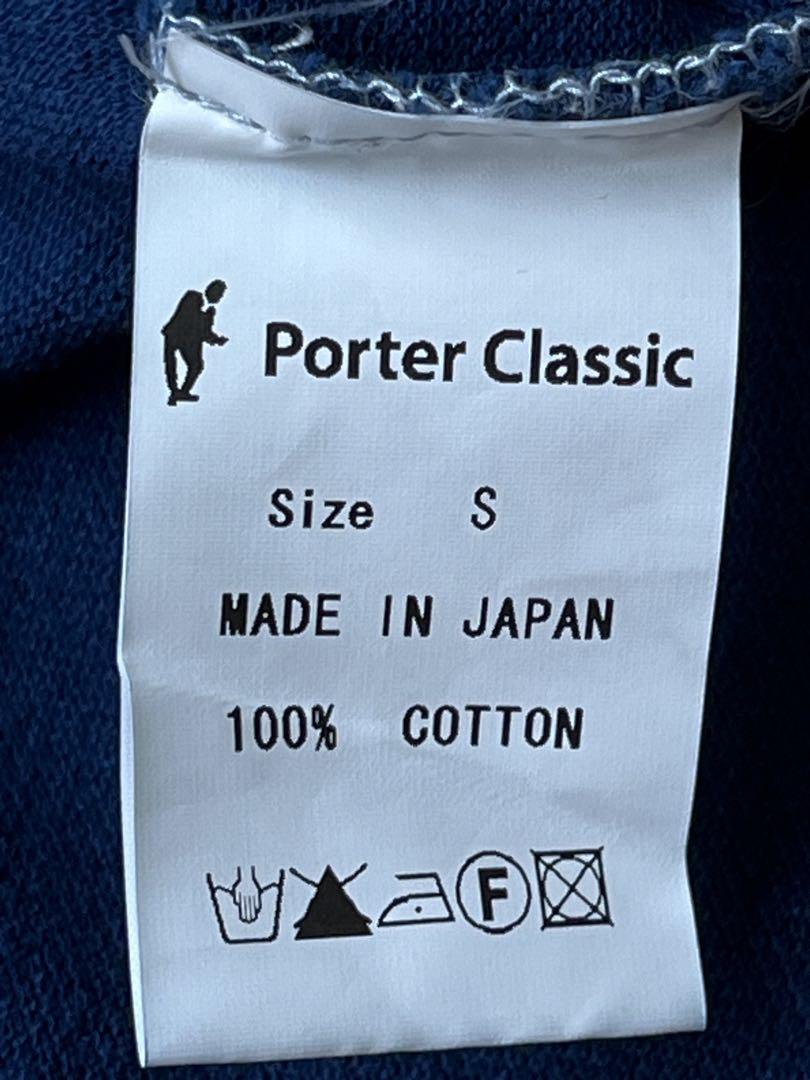 Porter Classic
Size S
MADE IN JAPAN
100% COTTON
F